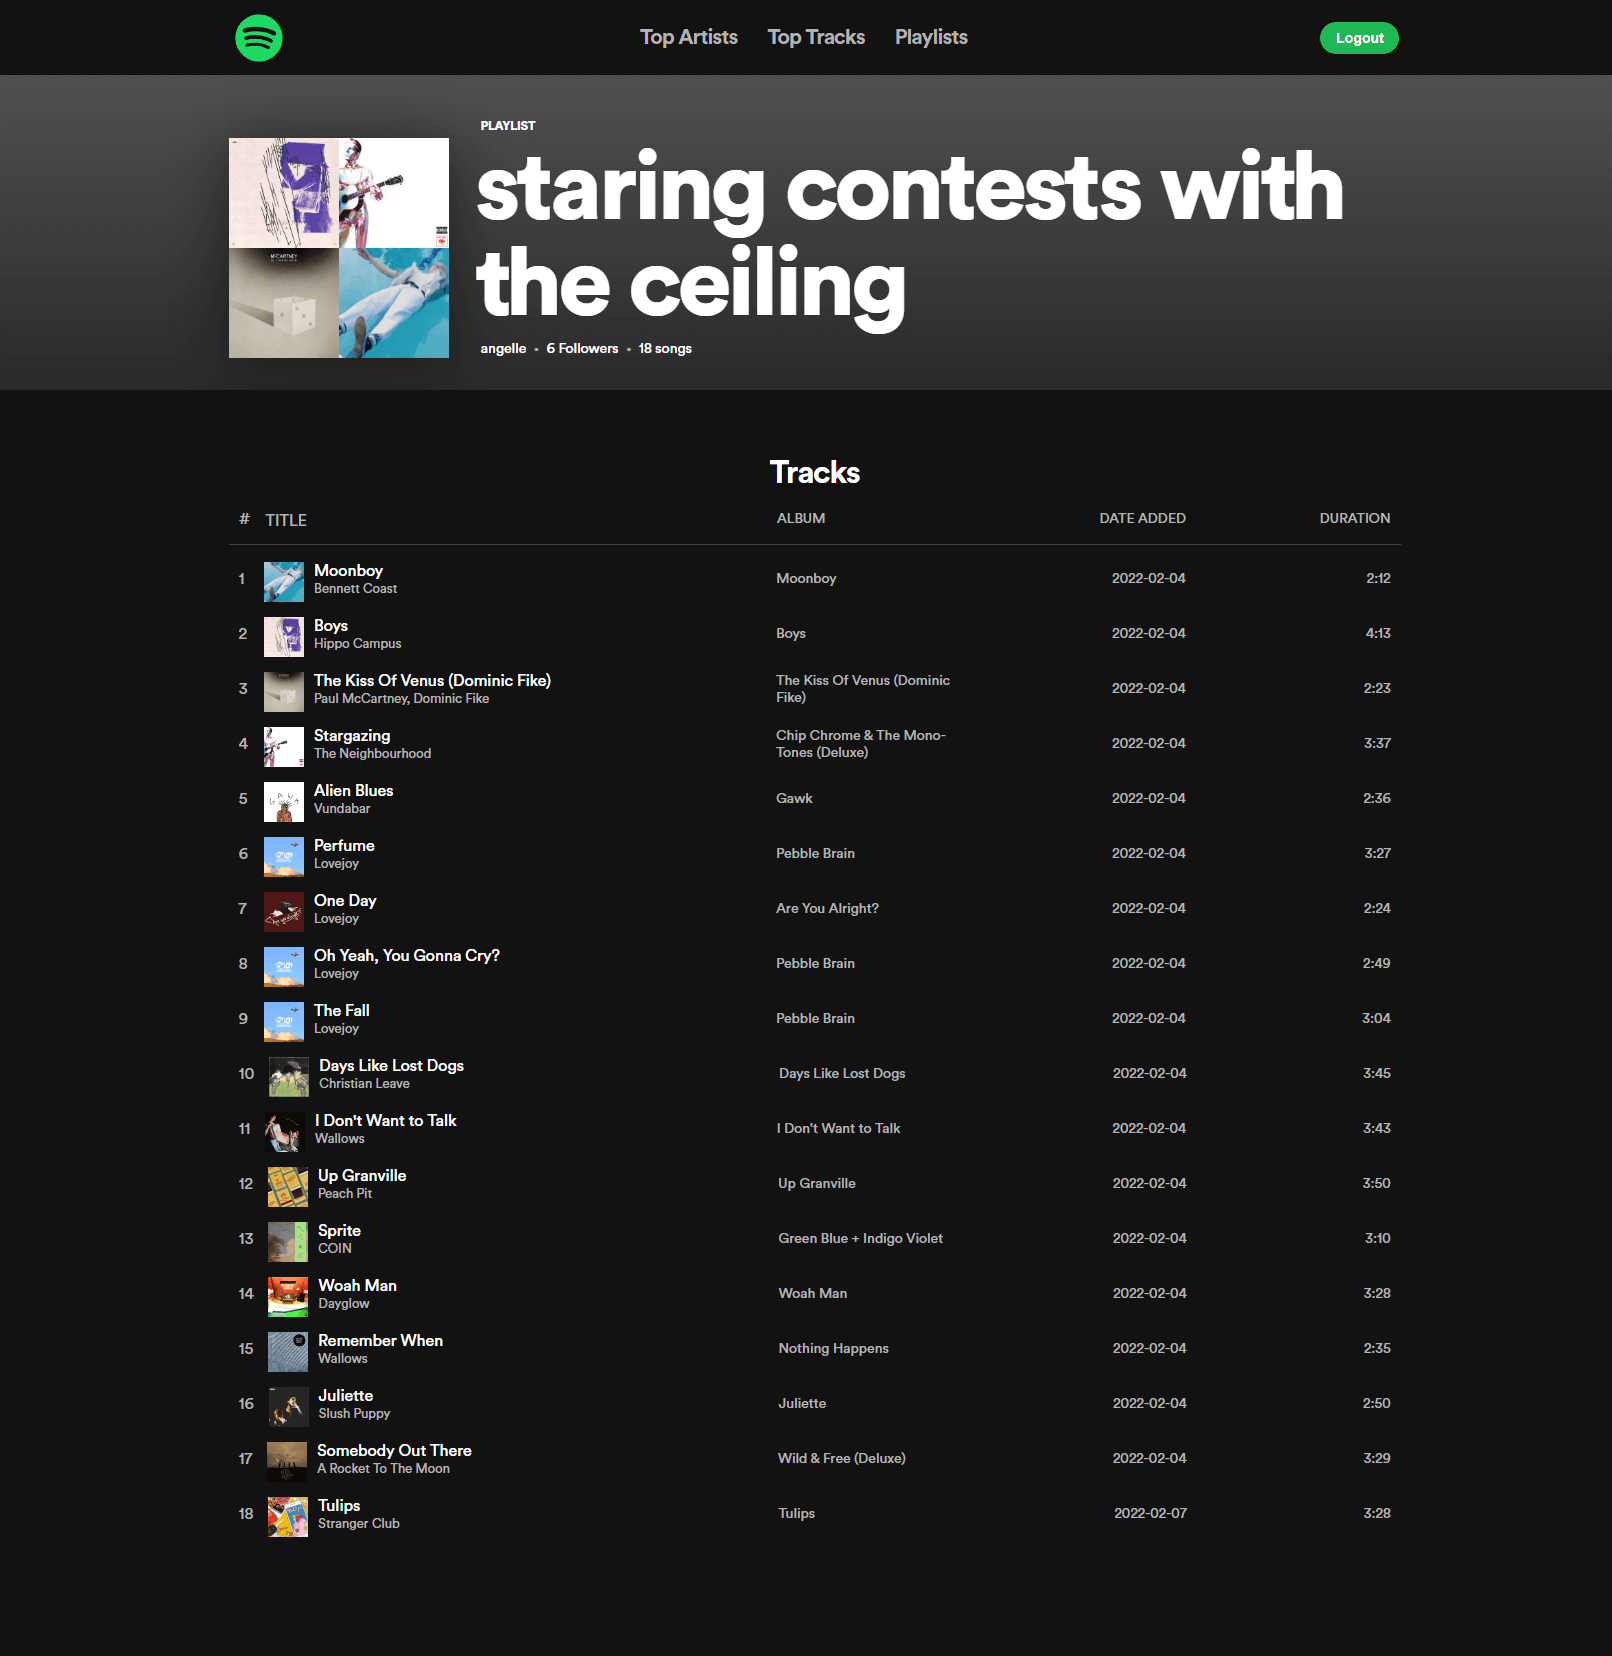 Top Artists Top Tracks Playlists Logout
PLAYLIST
staring contests with
the ceiling
angelle • 6 Followers • 18 songs
MCCARTNEY
Tracks
# TITLE ALBUM DATE ADDED DURATION
1 Moonboy Moonboy 2022-02-04 2:12
Bennett Coast
2 Boys Boys 2022-02-04 4:13
Hippo Campus
3 The Kiss Of Venus (Dominic Fike) The Kiss Of Venus (Dominic 2022-02-04 2:23
Paul McCartney, Dominic Fike Fike)
4 Stargazing Chip Chrome & The Mono- 2022-02-04 3:37
The Neighbourhood Tones (Deluxe)
5 Alien Blues Gawk 2022-02-04 2:36
Vundabar
GAWK
6 Perfume Pebble Brain 2022-02-04 3:27
Lovejoy
7 One Day Are You Alright? 2022-02-04 2:24
Lovejoy
8 Oh Yeah, You Gonna Cry? Pebble Brain 2022-02-04 2:49
Lovejoy
9 The Fall Pebble Brain 2022-02-04 3:04
Lovejoy
10 Days Like Lost Dogs Days Like Lost Dogs 2022-02-04 3:45
Christian Leave
11 I Don't Want to Talk I Don't Want to Talk 2022-02-04 3:43
Wallows
12 Up Granville Up Granville 2022-02-04 3:50
Peach Pit
13 Sprite Green Blue + Indigo Violet 2022-02-04 3:10
COIN
14 Woah Man Woah Man 2022-02-04 3:28
Dayglow
15 Remember When Nothing Happens 2022-02-04 2:35
Wallows
16 Juliette Juliette 2022-02-04 2:50
Slush Puppy
17 Somebody Out There Wild & Free (Deluxe) 2022-02-04 3:29
A Rocket To The Moon
18 Tulips Tulips 2022-02-07 3:28
Stranger Club